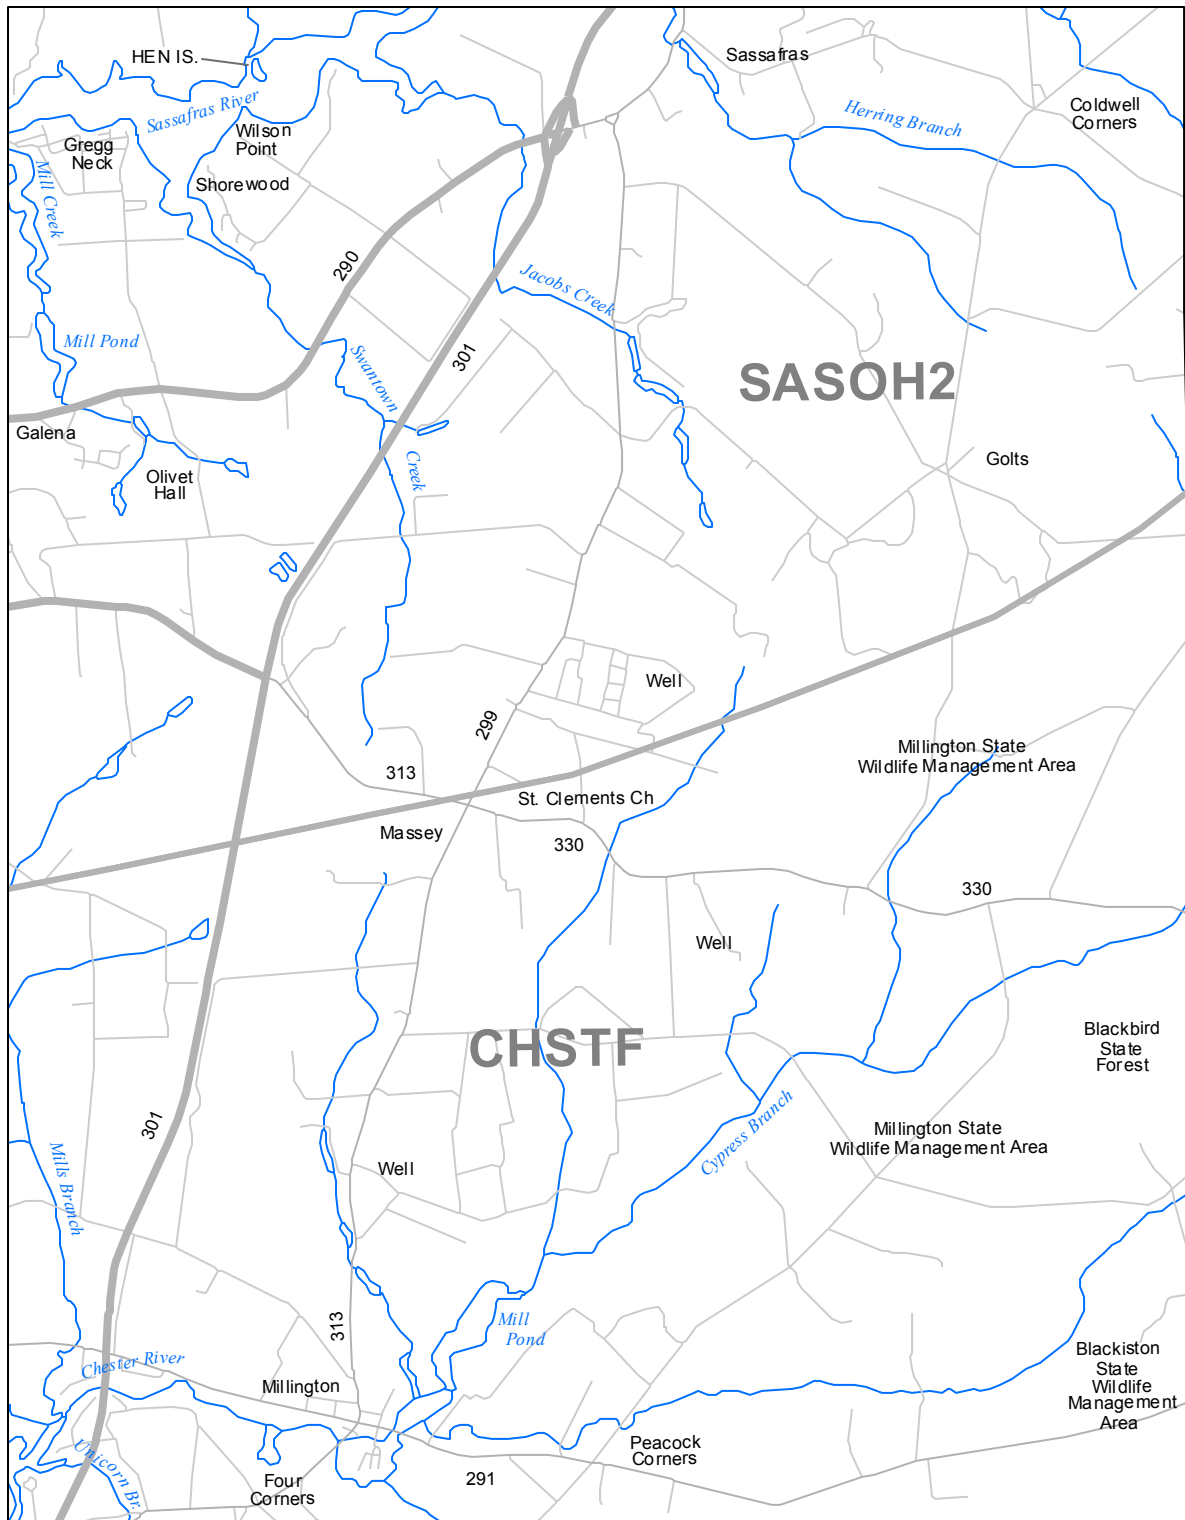 HEN IS.
Sassafras
Sassafras River
Herring Branch
Coldwell
Corners
Wilson
Point
Gregg
Neck
Mill Creek
Shorewood
290
Jacobs Creek
Mill Pond
301
Swantown
Creek
SASOH2
Galena
Golts
Olivet
Hall
Well
299
313
Millington State
Wildlife Management Area
St. Clements Ch
Massey
330
330
Well
CHSTF
Blackbird
State
Forest
301
Cypress Branch
Millington State
Wildlife Management Area
Mills Branch
Well
313
Mill
Pond
Chester River
Millington
Blackiston
State
Wildlife
Management
Area
Peacock
Corners
Unicorn Br.
Four
Corners
291